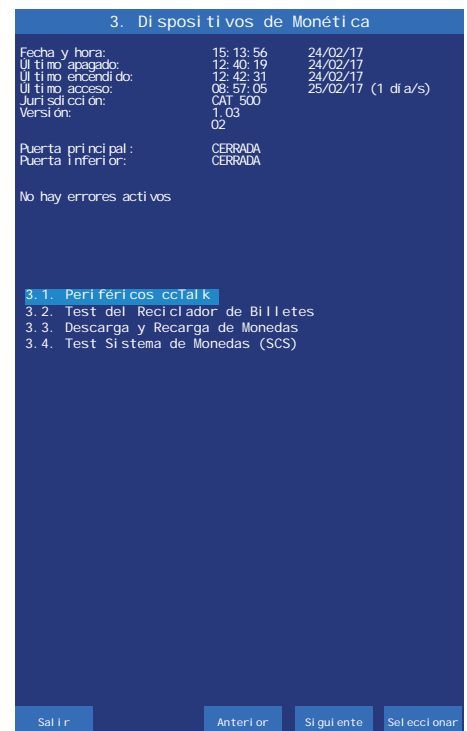 3. Dispositivos de Monética
Fecha y hora: 15:13:56 24/02/17
Último apagado: 12:40:19 24/02/17
Último encendido: 12:42:31 24/02/17
Último acceso: 08:57:05 25/02/17 (1 día/s)
Jurisdicción: CAT 500
Versión: 1.03
02
Puerta principal: CERRADA
Puerta inferior: CERRADA
No hay errores activos
3.1. Periféricos ccTalk
3.2. Test del Reciclador de Billetes
3.3. Descarga y Recarga de Monedas
3.4. Test Sistema de Monedas (SCS)
Salir Anterior Siguiente Seleccionar